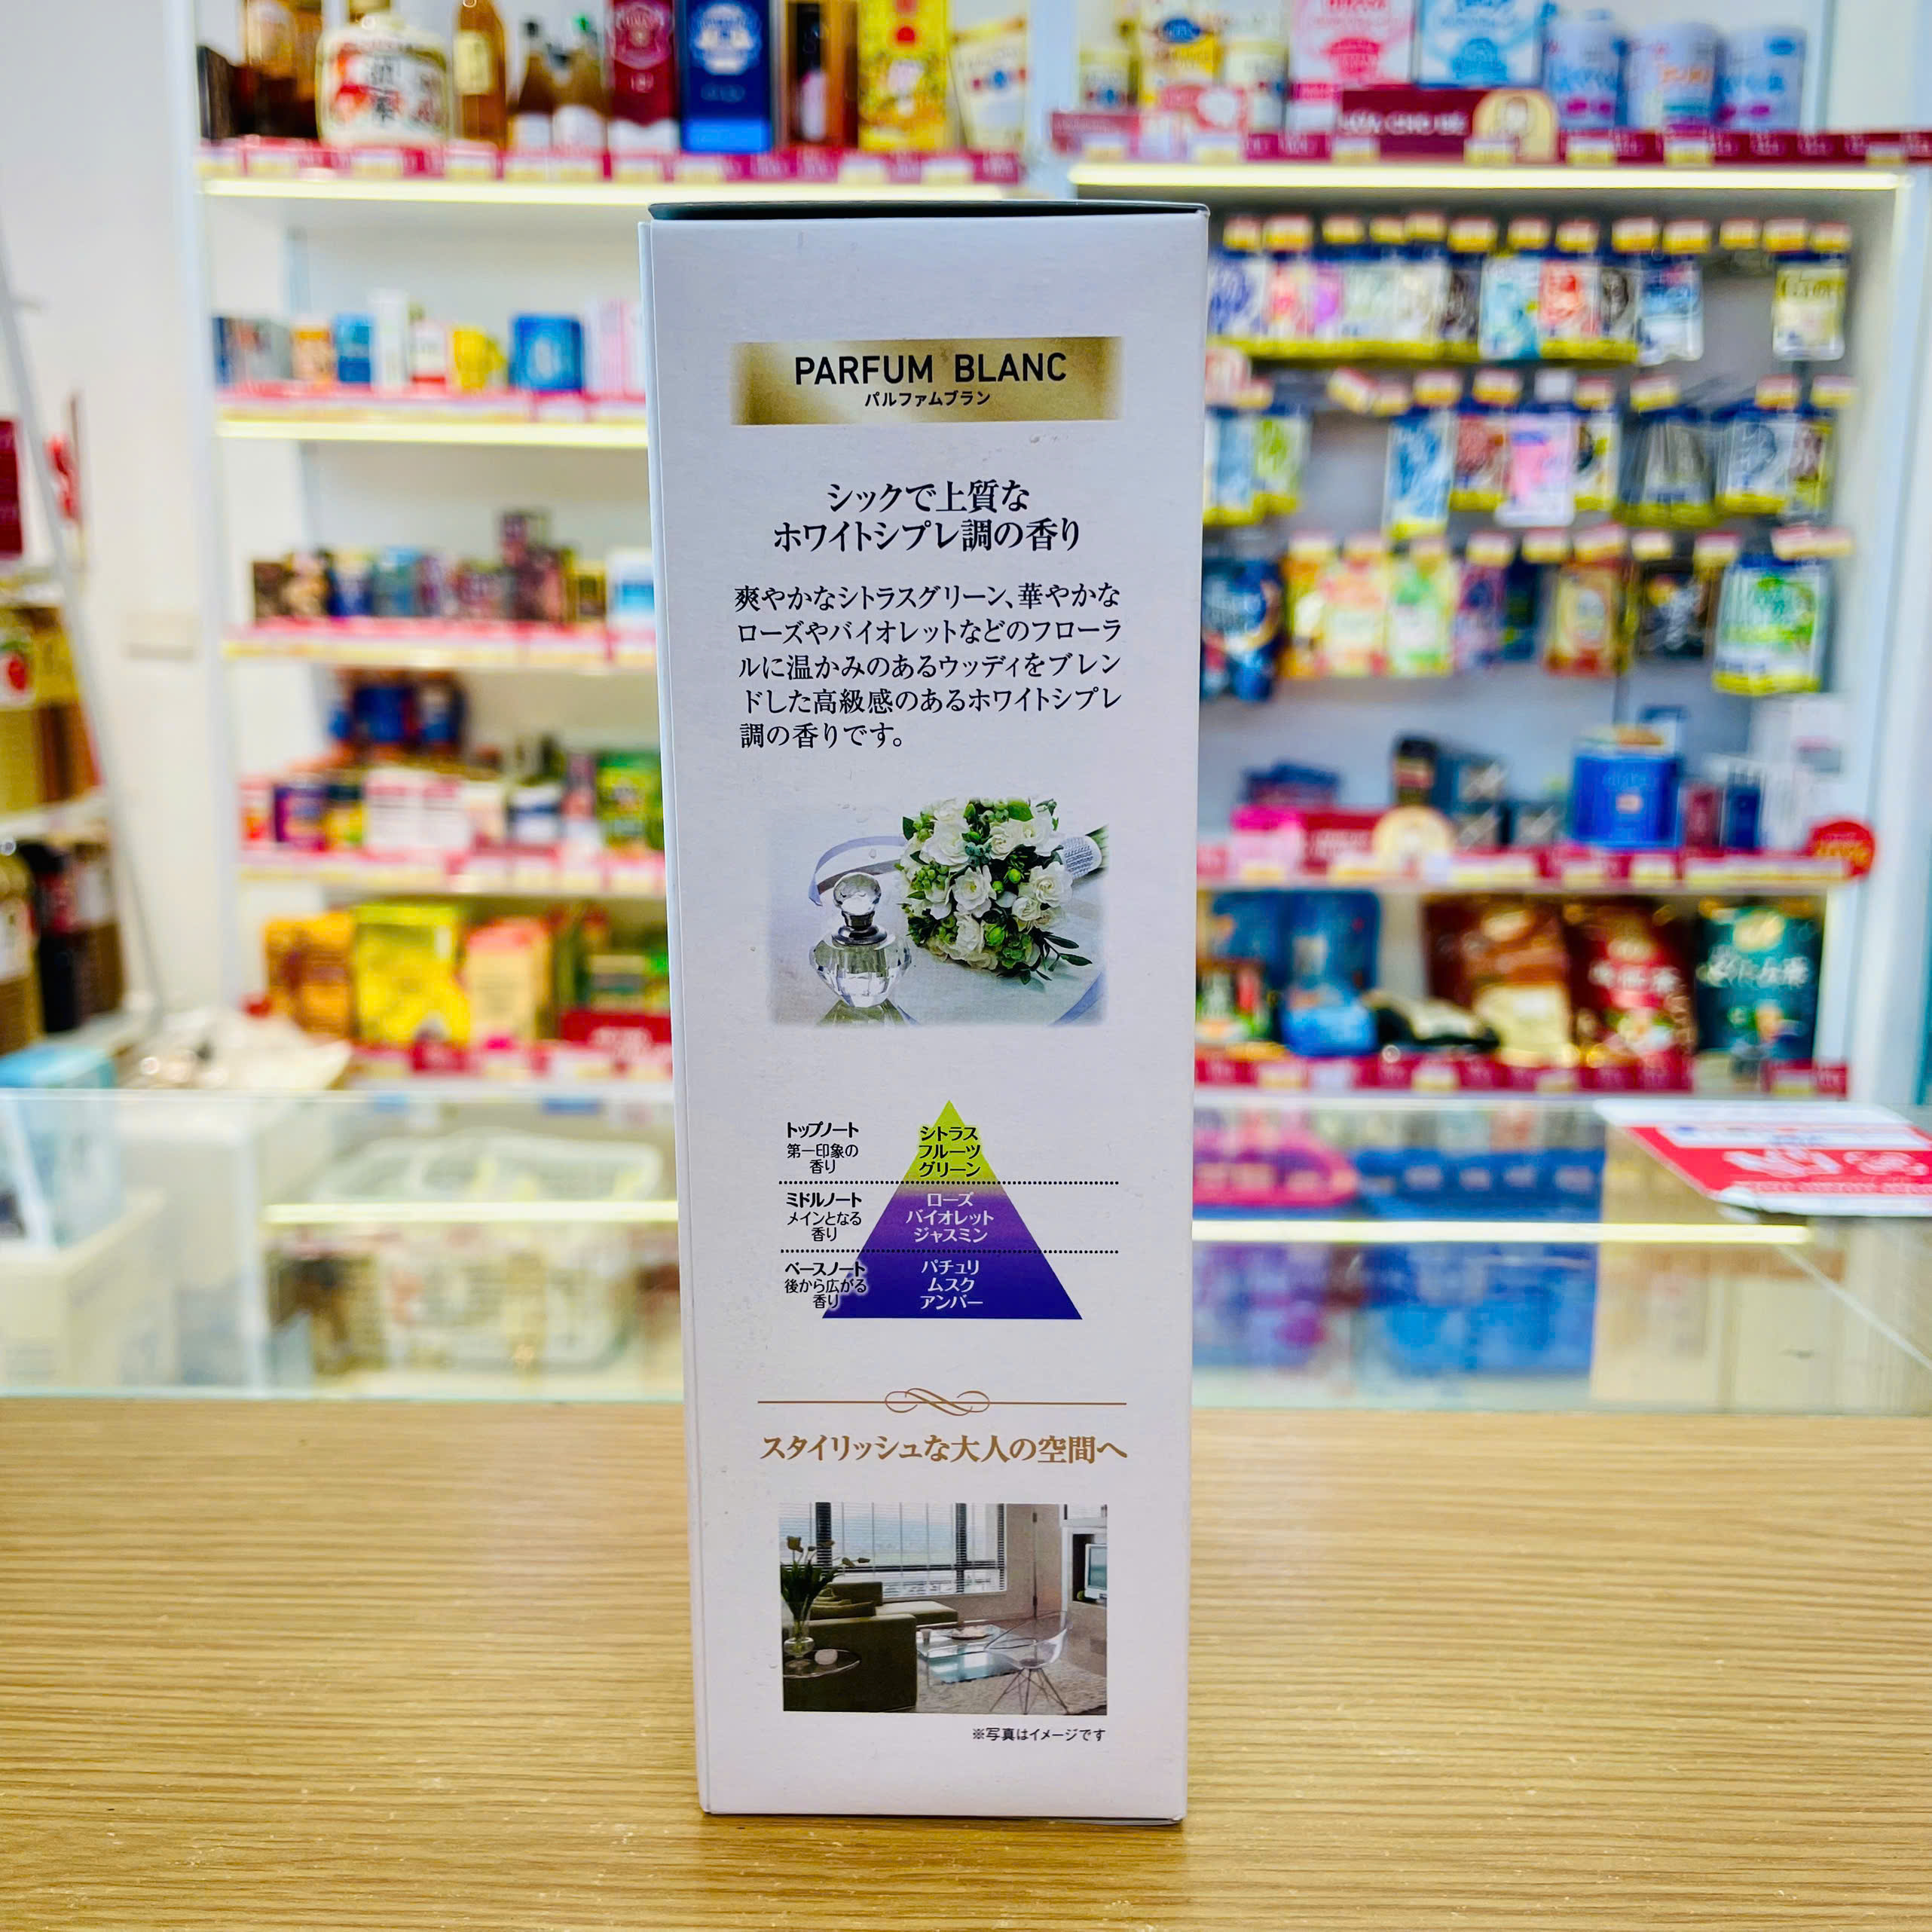 PARFUM BLANC
パルファムブラン
シックで上質な
ホワイトシプレ調の香り
爽やかなシトラスグリーン、華やかな
ローズやバイオレットなどのフローラ
ルに温かみのあるウッディをブレン
ドした高級感のあるホワイトシプレ
調の香りです。
トップノート
第一印象の
香り
シトラス
フルーツ
グリーン
ミドルノート
メインとなる
香り
ローズ
バイオレット
ジャスミン
ベースノート
後から広がる
香り
パチュリ
ムスク
アンバー
スタイリッシュな大人の空間へ
※写真はイメージです